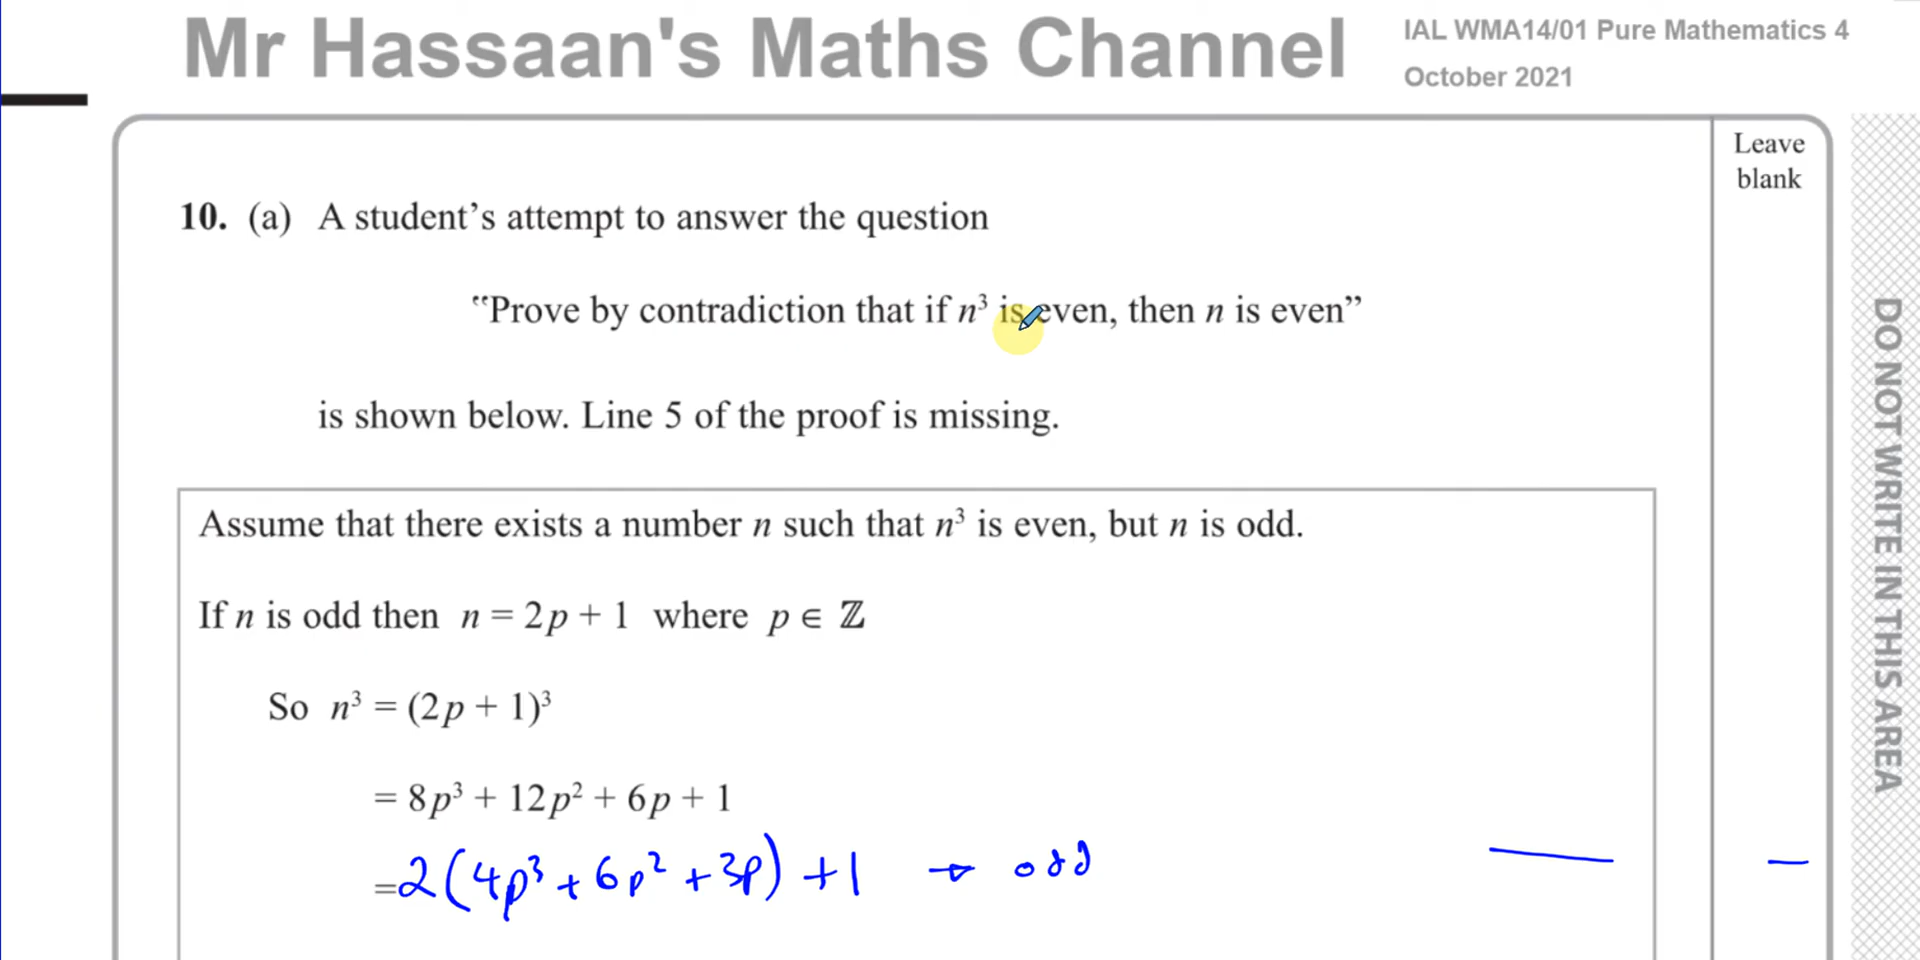 Mr Hassaan's Maths Channel
IAL WMA14/01 Pure Mathematics 4
October 2021
Leave
blank
10. (a) A student's attempt to answer the question
“Prove by contradiction that if n³ is even, then n is even”
is shown below. Line 5 of the proof is missing.
Assume that there exists a number n such that n³ is even, but n is odd.
If n is odd then n = 2p + 1 where p ∈ ℤ
So n³ = (2p + 1)³
= 8p³ + 12p² + 6p + 1
= 2(4p³ + 6p² + 3p) + 1 → odd
DO NOT WRITE IN THIS AREA